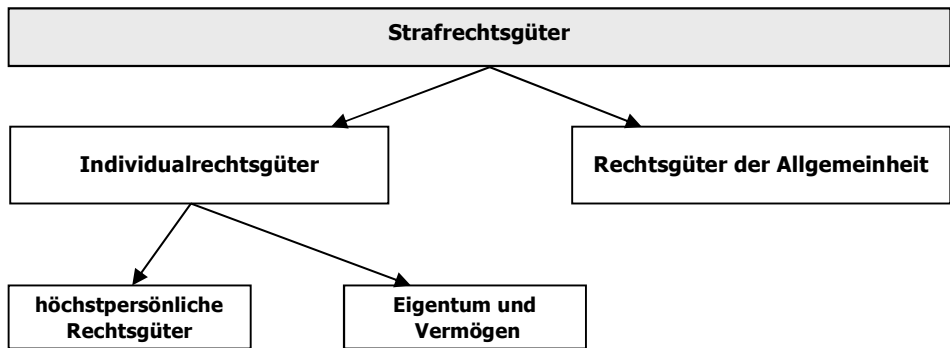 Strafrechtsgüter
Individualrechtsgüter
Rechtsgüter der Allgemeinheit
höchstpersönliche
Rechtsgüter
Eigentum und
Vermögen